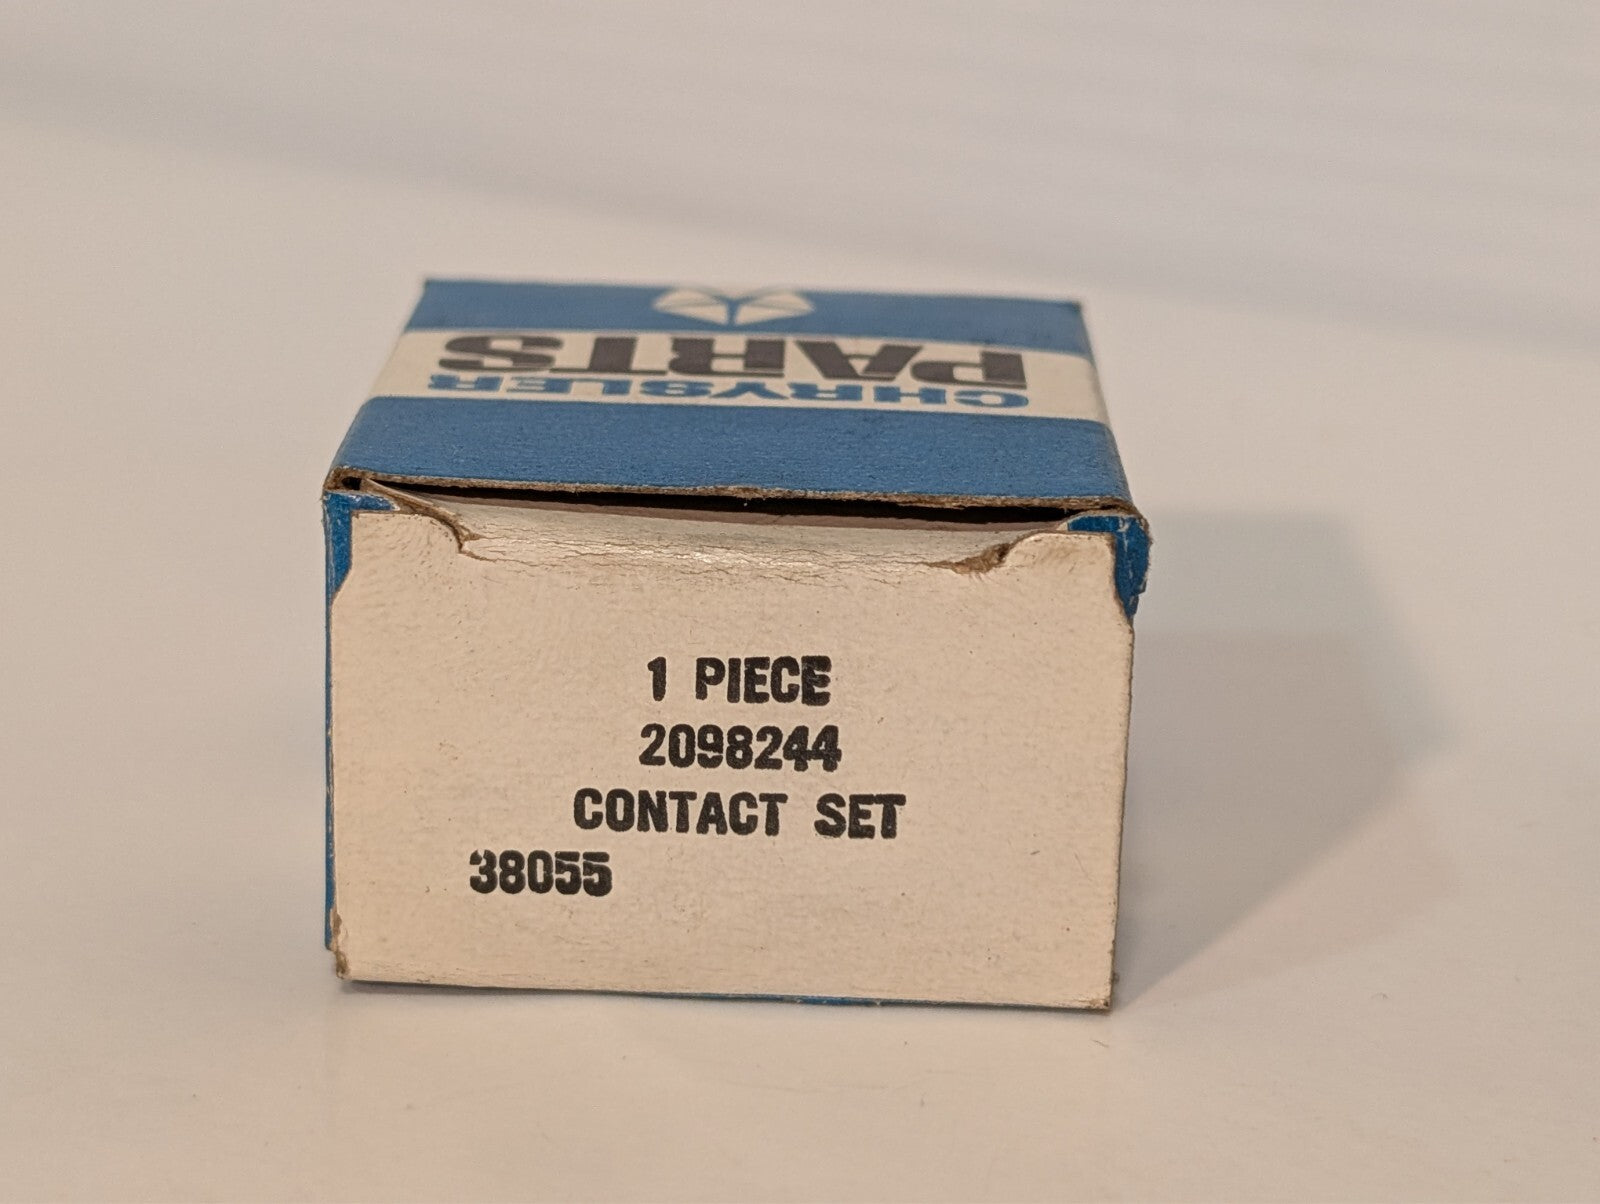 CHRYSLER
PARTS
1 PIECE
2098244
CONTACT SET
38055